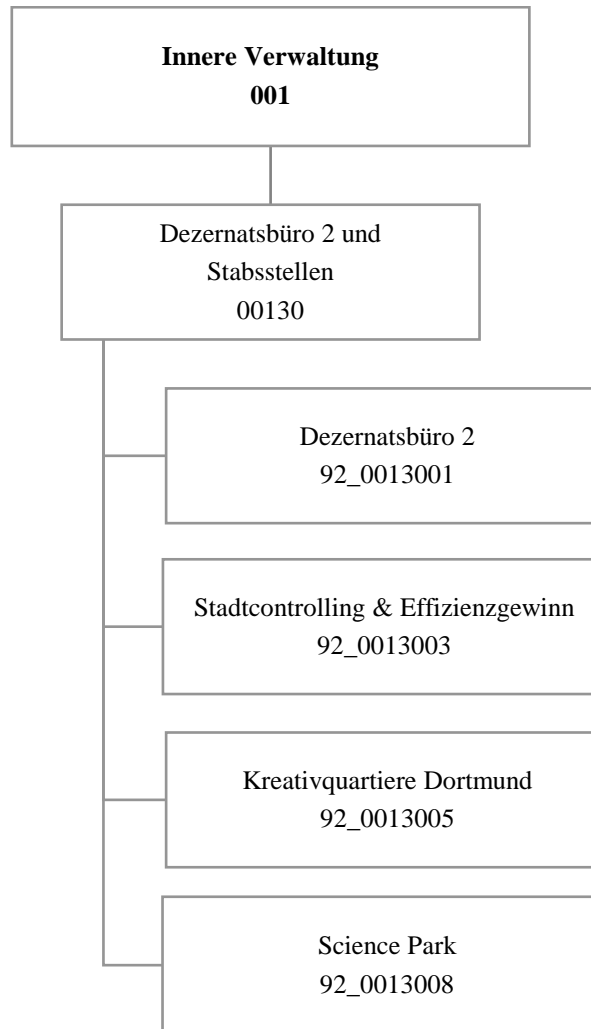 Innere Verwaltung
001
Dezernatsbüro 2 und
Stabsstellen
00130
Dezernatsbüro 2
92_0013001
Stadtcontrolling & Effizienzgewinn
92_0013003
Kreativquartiere Dortmund
92_0013005
Science Park
92_0013008